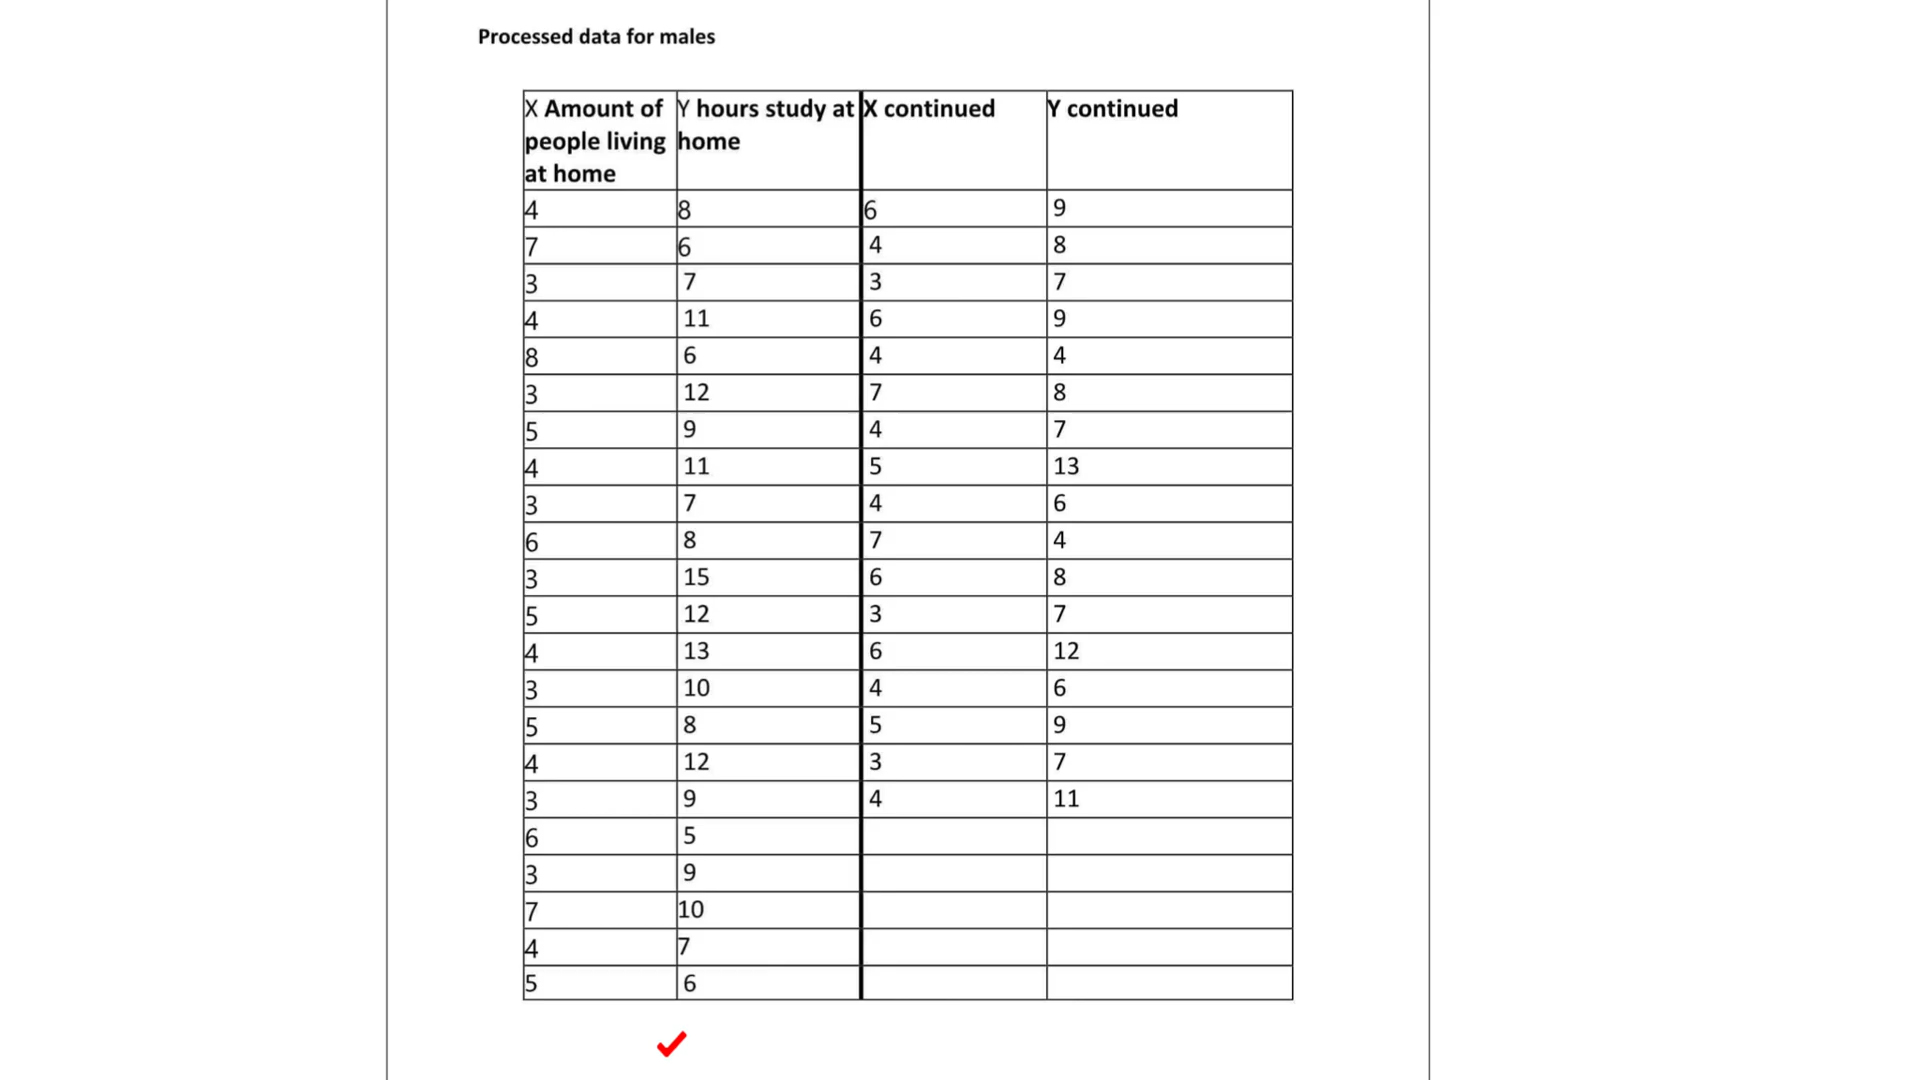 Processed data for males
X Amount of people living at home Y hours study at home X continued Y continued
4 8 6 9
7 6 4 8
3 7 3 7
4 11 6 9
8 6 4 4
3 12 7 8
5 9 4 7
4 11 5 13
3 7 4 6
6 8 7 4
3 15 6 8
5 12 3 7
4 13 6 12
3 10 4 6
5 8 5 9
4 12 3 7
3 9 4 11
6 5
3 9
7 10
4 7
5 6